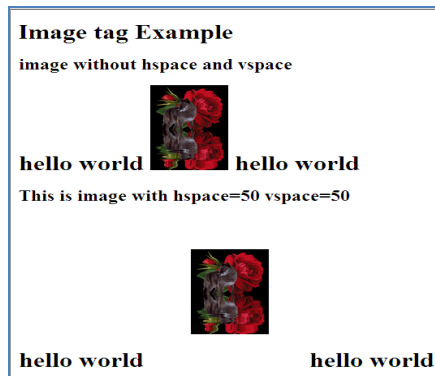 Image tag Example
image without hspace and vspace
hello world hello world
This is image with hspace=50 vspace=50
hello world hello world